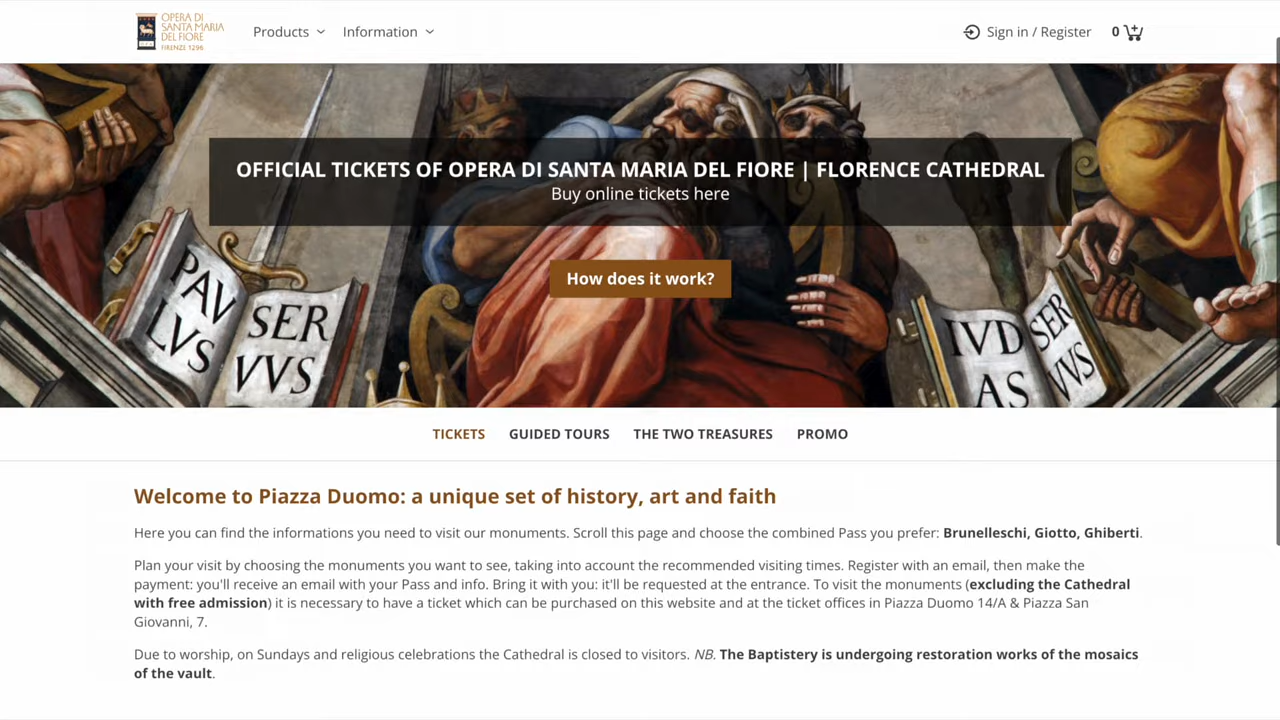 OPERA DI
SANTA MARIA
DEL FIORE
FIRENZE 1296
Products
Information
Sign in / Register
0
OFFICIAL TICKETS OF OPERA DI SANTA MARIA DEL FIORE | FLORENCE CATHEDRAL
Buy online tickets here
How does it work?
PAV
LVS
SER
VVS
IVD
AS
SER
VVS
TICKETS
GUIDED TOURS
THE TWO TREASURES
PROMO
Welcome to Piazza Duomo: a unique set of history, art and faith
Here you can find the informations you need to visit our monuments. Scroll this page and choose the combined Pass you prefer: Brunelleschi, Giotto, Ghiberti.
Plan your visit by choosing the monuments you want to see, taking into account the recommended visiting times. Register with an email, then make the
payment: you'll receive an email with your Pass and info. Bring it with you: it'll be requested at the entrance. To visit the monuments (excluding the Cathedral
with free admission) it is necessary to have a ticket which can be purchased on this website and at the ticket offices in Piazza Duomo 14/A & Piazza San
Giovanni, 7.
Due to worship, on Sundays and religious celebrations the Cathedral is closed to visitors. NB. The Baptistery is undergoing restoration works of the mosaics
of the vault.